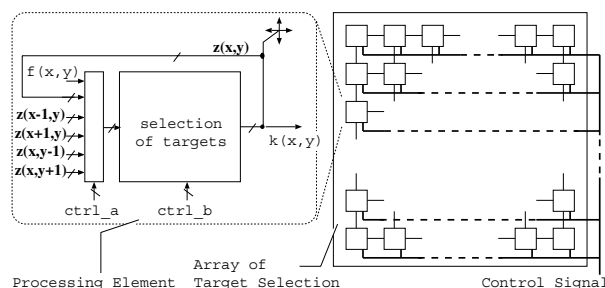 z(x,y)
f(x,y)
z(x-1,y)
z(x+1,y)
z(x,y-1)
z(x,y+1)
selection
of targets
k(x,y)
ctrl_a
ctrl_b
Processing Element
Array of
Target Selection
Control Signal